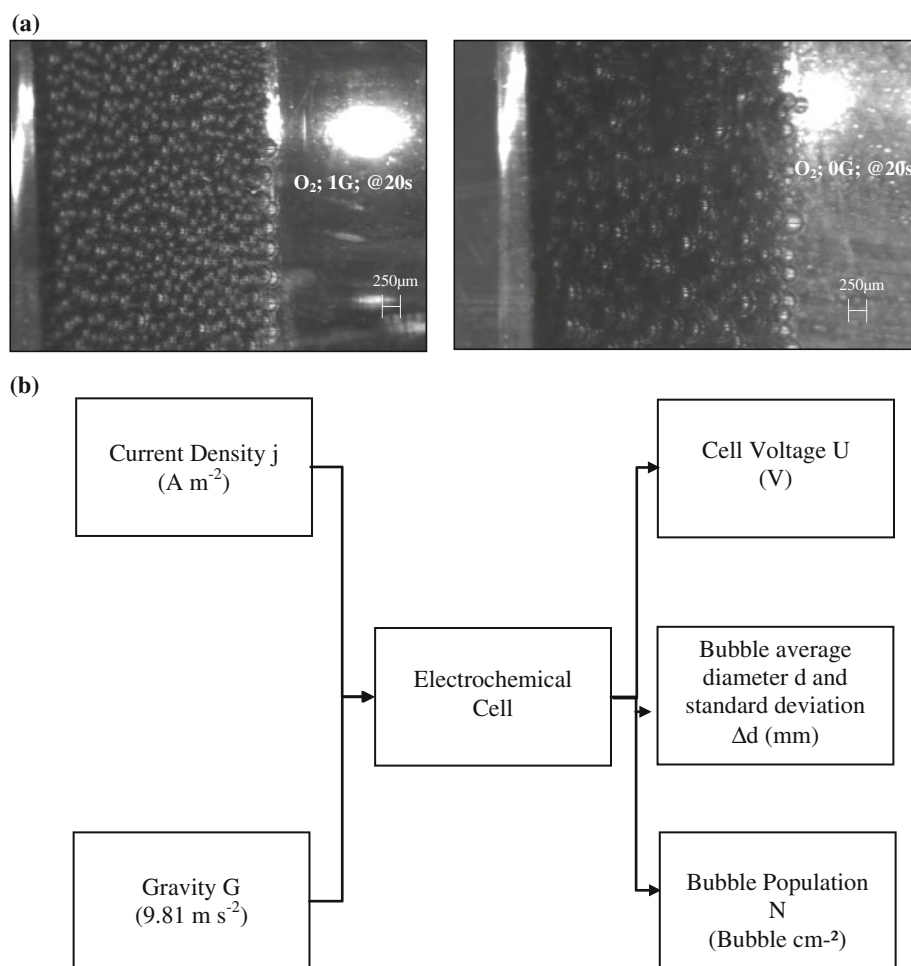 (a)
O₂; 1G; @20s
250µm
O₂; 0G; @20s
250µm
(b)
Current Density j
(A m⁻²)
Cell Voltage U
(V)
Electrochemical
Cell
Bubble average
diameter d and
standard deviation
Δd (mm)
Gravity G
(9.81 m s⁻²)
Bubble Population
N
(Bubble cm-²)